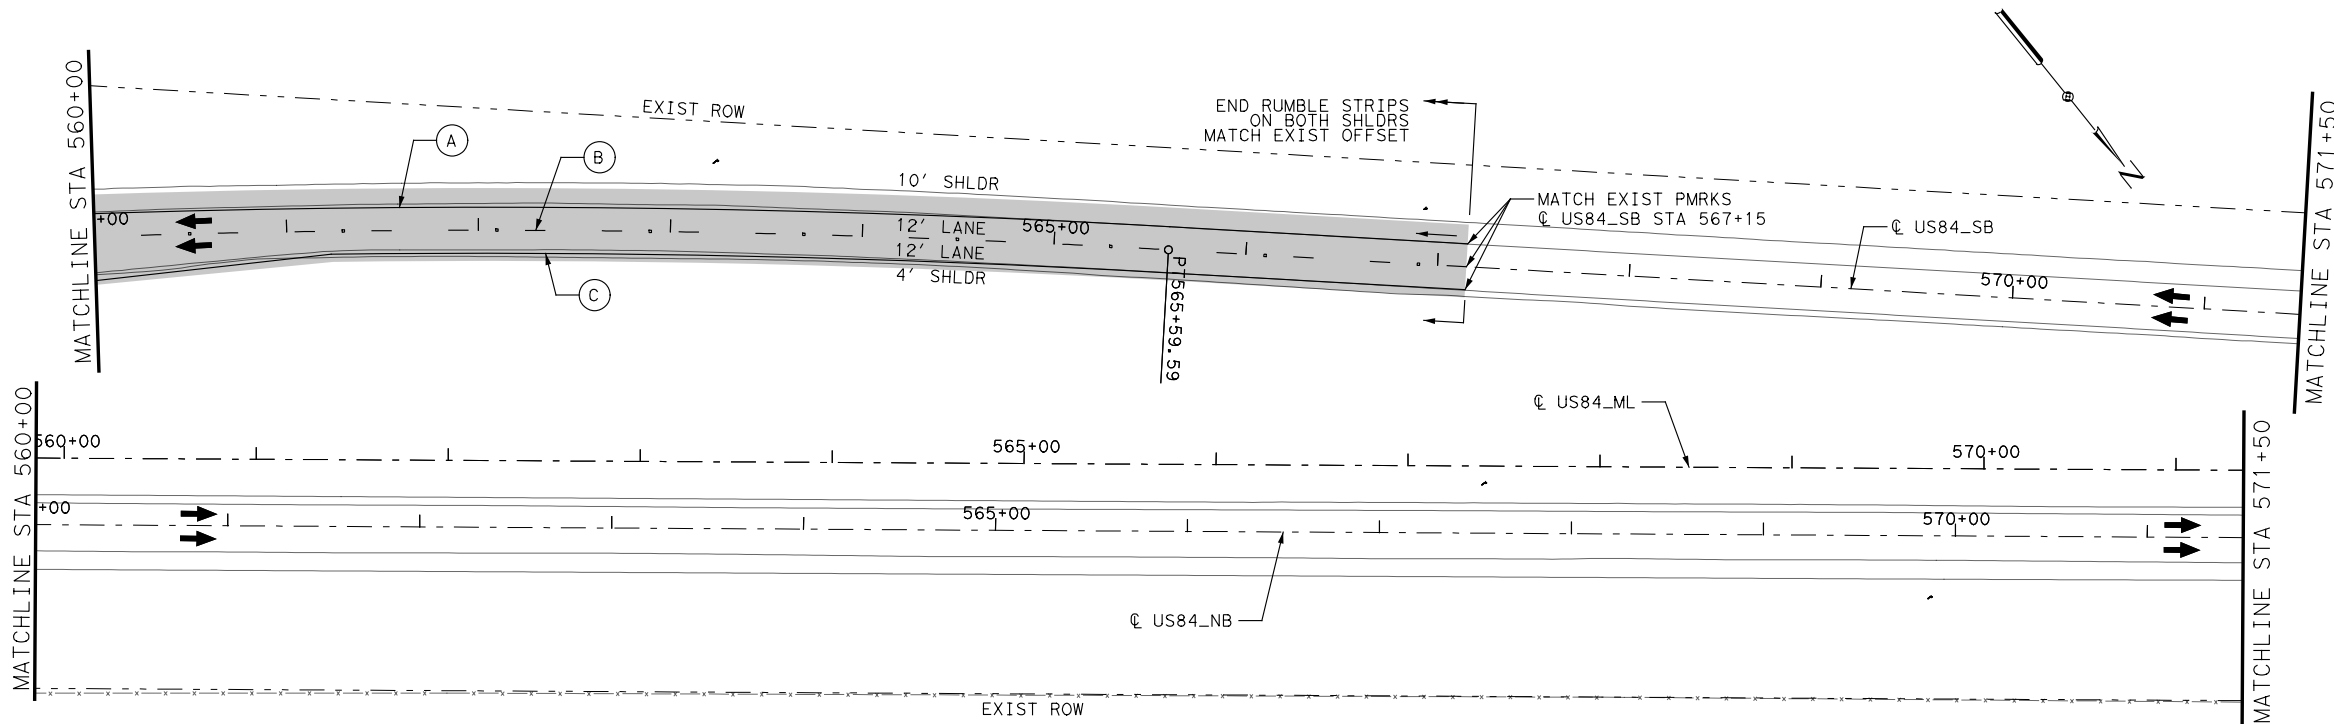 MATCHLINE STA 560+00
EXIST ROW
A
B
C
+00
10' SHLDR
12' LANE
12' LANE
4' SHLDR
565+00
P-565+59.59
END RUMBLE STRIPS
ON BOTH SHLDRS
MATCH EXIST OFFSET
MATCH EXIST PMRKS
℄ US84_SB STA 567+15
℄ US84_SB
570+00
N
MATCHLINE STA 571+50
MATCHLINE STA 560+00
560+00
565+00
℄ US84_ML
570+00
+00
565+00
570+00
℄ US84_NB
EXIST ROW
MATCHLINE STA 571+50